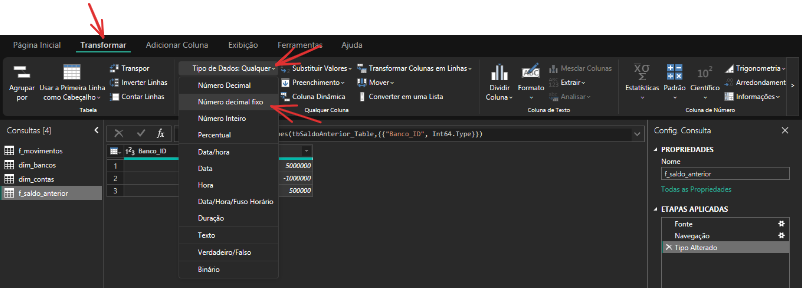 Página Inicial Transformar Adicionar Coluna Exibição Ferramentas Ajuda
Agrupar por
Usar a Primeira Linha como Cabeçalho
Transpor
Inverter Linhas
Contar Linhas
Tabela
Tipo de Dados: Qualquer
Substituir Valores
Preenchimento
Coluna Dinâmica
Transformar Colunas em Linhas
Mover
Converter em uma Lista
Qualquer Coluna
Dividir Coluna
Formato
ABC
Mesclar Colunas
Extrair
Analisar
Coluna de Texto
Estatísticas
Padrão
10²
Científico
Trigonometria
Arredondament
Informações
Coluna de Número
Número Decimal
Número decimal fixo
Número Inteiro
Percentual
Data/hora
Data
Hora
Data/Hora/Fuso Horário
Duração
Texto
Verdadeiro/Falso
Binário
Consultas [4]
f_movimentos
dim_bancos
dim_contas
f_saldo_anterior
fx
es(tbSaldoAnterior_Table,{{"Banco_ID", Int64.Type}})
1²3 Banco_ID
1 5000000
2 -1000000
3 500000
Config. Consulta
PROPRIEDADES
Nome
f_saldo_anterior
Todas as Propriedades
ETAPAS APLICADAS
Fonte
Navegação
Tipo Alterado